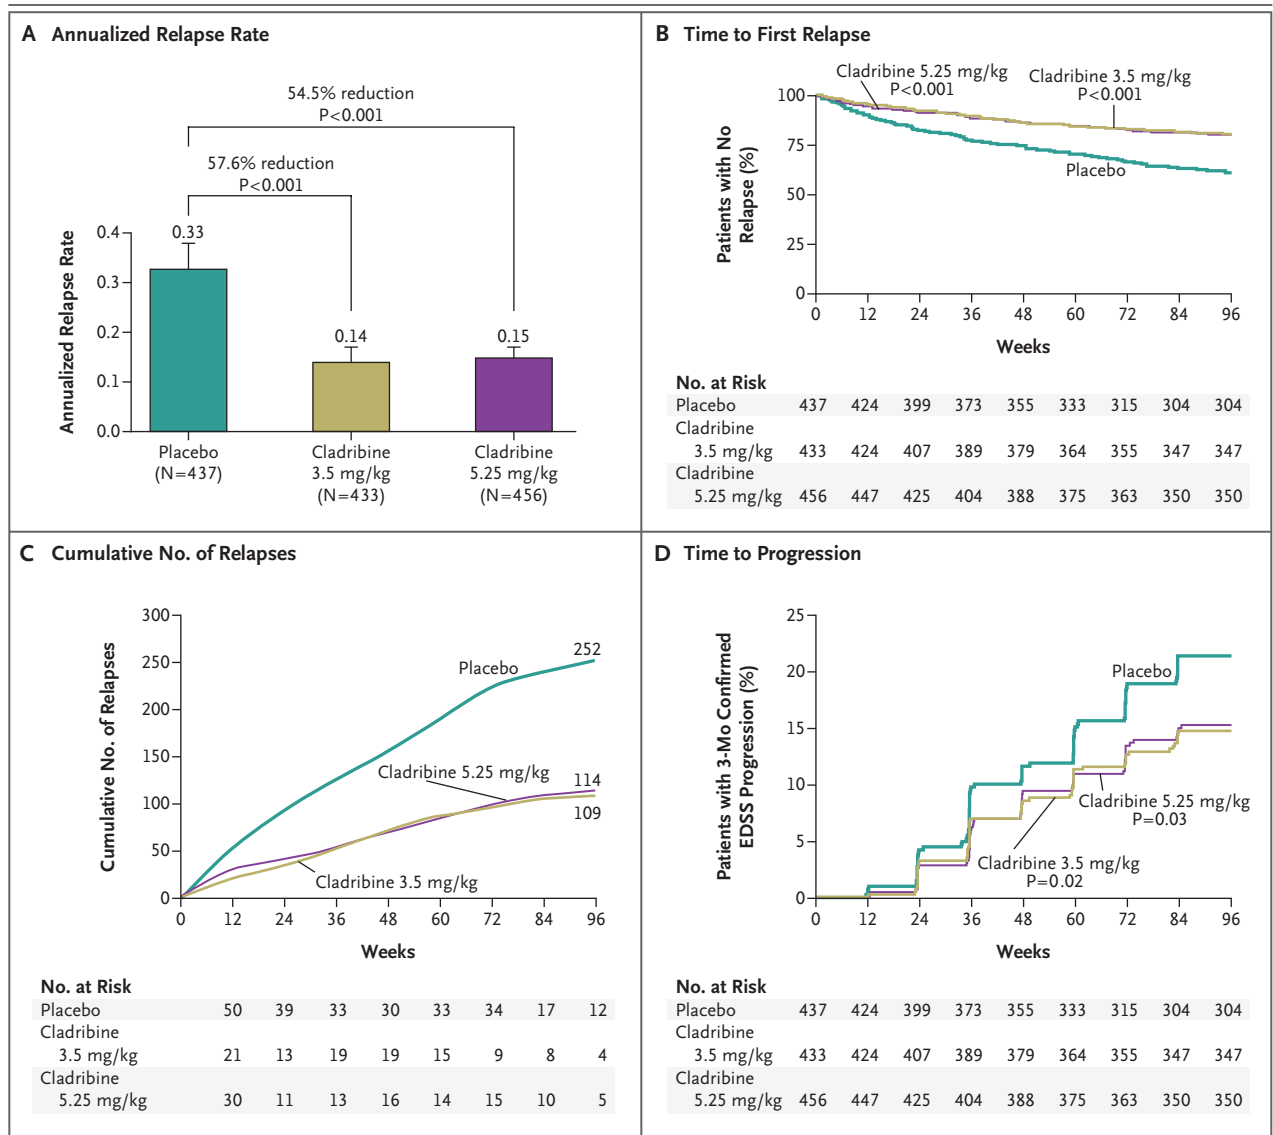 A Annualized Relapse Rate
54.5% reduction
P<0.001
57.6% reduction
P<0.001
Annualized Relapse Rate
0.4
0.3
0.2
0.1
0.0
0.33
0.14
0.15
Placebo
(N=437)
Cladribine
3.5 mg/kg
(N=433)
Cladribine
5.25 mg/kg
(N=456)
B Time to First Relapse
Patients with No
Relapse (%)
100
75
50
25
0
Cladribine 5.25 mg/kg
P<0.001
Cladribine 3.5 mg/kg
P<0.001
Placebo
0 12 24 36 48 60 72 84 96
Weeks
No. at Risk
Placebo 437 424 399 373 355 333 315 304 304
Cladribine
3.5 mg/kg 433 424 407 389 379 364 355 347 347
Cladribine
5.25 mg/kg 456 447 425 404 388 375 363 350 350
C Cumulative No. of Relapses
Cumulative No. of Relapses
300
250
200
150
100
50
0
Placebo
252
Cladribine 5.25 mg/kg
114
109
Cladribine 3.5 mg/kg
0 12 24 36 48 60 72 84 96
Weeks
No. at Risk
Placebo 50 39 33 30 33 34 17 12
Cladribine
3.5 mg/kg 21 13 19 19 15 9 8 4
Cladribine
5.25 mg/kg 30 11 13 16 14 15 10 5
D Time to Progression
Patients with 3-Mo Confirmed
EDSS Progression (%)
25
20
15
10
5
0
Placebo
Cladribine 5.25 mg/kg
P=0.03
Cladribine 3.5 mg/kg
P=0.02
0 12 24 36 48 60 72 84 96
Weeks
No. at Risk
Placebo 437 424 399 373 355 333 315 304 304
Cladribine
3.5 mg/kg 433 424 407 389 379 364 355 347 347
Cladribine
5.25 mg/kg 456 447 425 404 388 375 363 350 350